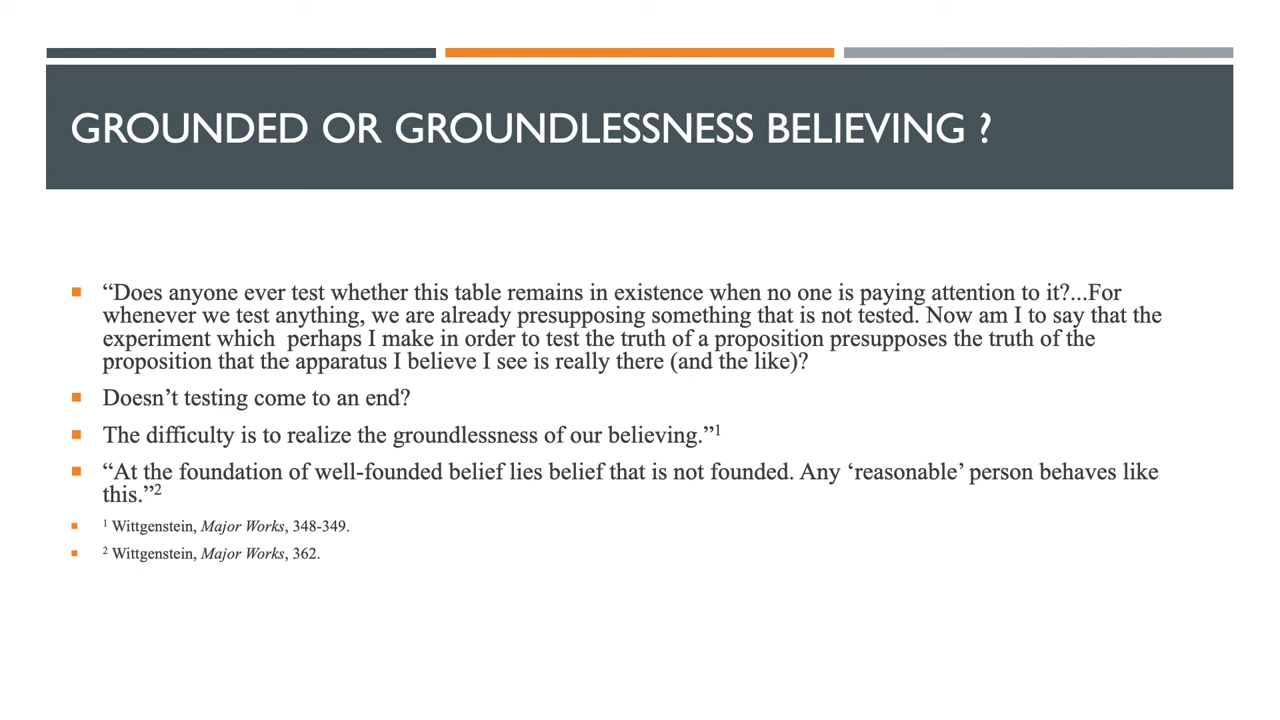 GROUNDED OR GROUNDLESSNESS BELIEVING ?
“Does anyone ever test whether this table remains in existence when no one is paying attention to it?...For
whenever we test anything, we are already presupposing something that is not tested. Now am I to say that the
experiment which  perhaps I make in order to test the truth of a proposition presupposes the truth of the
proposition that the apparatus I believe I see is really there (and the like)?
Doesn’t testing come to an end?
The difficulty is to realize the groundlessness of our believing.”1
“At the foundation of well-founded belief lies belief that is not founded. Any ‘reasonable’ person behaves like
this.”2
1 Wittgenstein, Major Works, 348-349.
2 Wittgenstein, Major Works, 362.